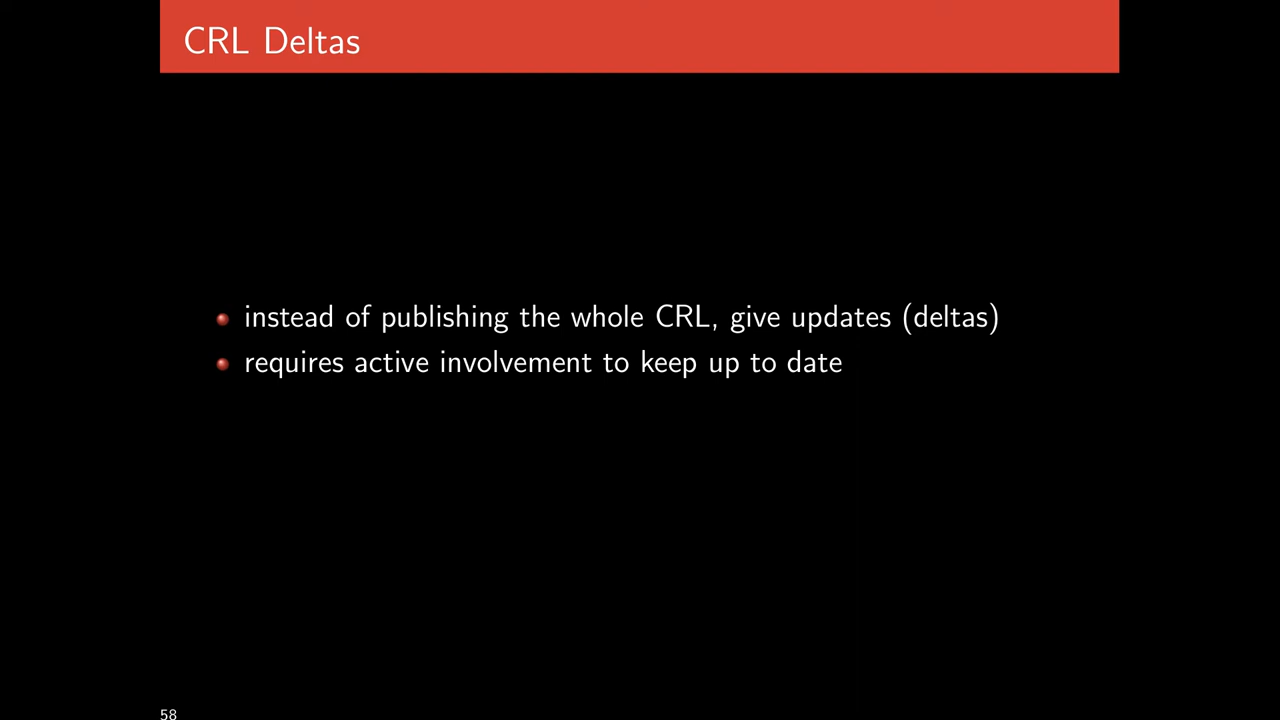 CRL Deltas
instead of publishing the whole CRL, give updates (deltas)
requires active involvement to keep up to date
58